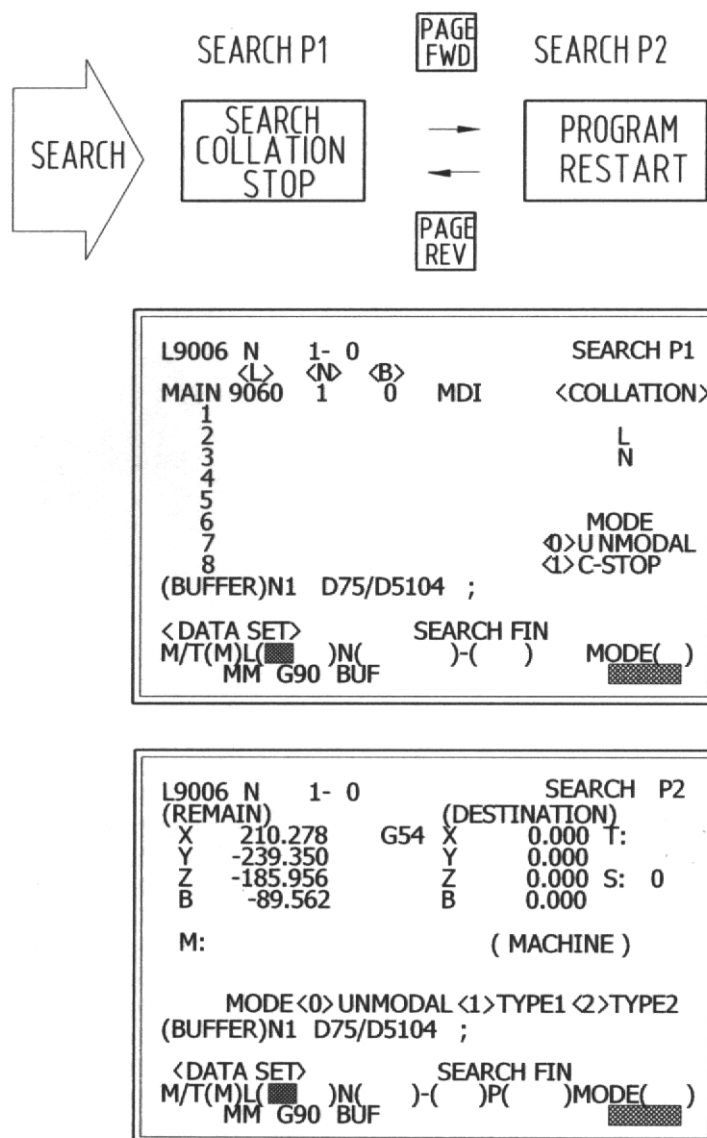 SEARCH P1 PAGE FWD SEARCH P2
SEARCH
SEARCH
COLLATION
STOP
PROGRAM
RESTART
PAGE
REV
L9006 N 1- 0 SEARCH P1
<L> <N> <B>
MAIN 9060 1 0 MDI <COLLATION>
1
2 L
3 N
4
5
6 MODE
7 <0>UNMODAL
8 <1>C-STOP
(BUFFER)N1 D75/D5104 ;
<DATA SET> SEARCH FIN
M/T(M)L( )N( )-( ) MODE( )
MM G90 BUF
L9006 N 1- 0 SEARCH P2
(REMAIN) (DESTINATION)
X 210.278 G54 X 0.000 T:
Y -239.350 Y 0.000
Z -185.956 Z 0.000 S: 0
B -89.562 B 0.000
M: ( MACHINE )
MODE<0>UNMODAL<1>TYPE1<2>TYPE2
(BUFFER)N1 D75/D5104 ;
<DATA SET> SEARCH FIN
M/T(M)L( )N( )-( )P( )MODE( )
MM G90 BUF